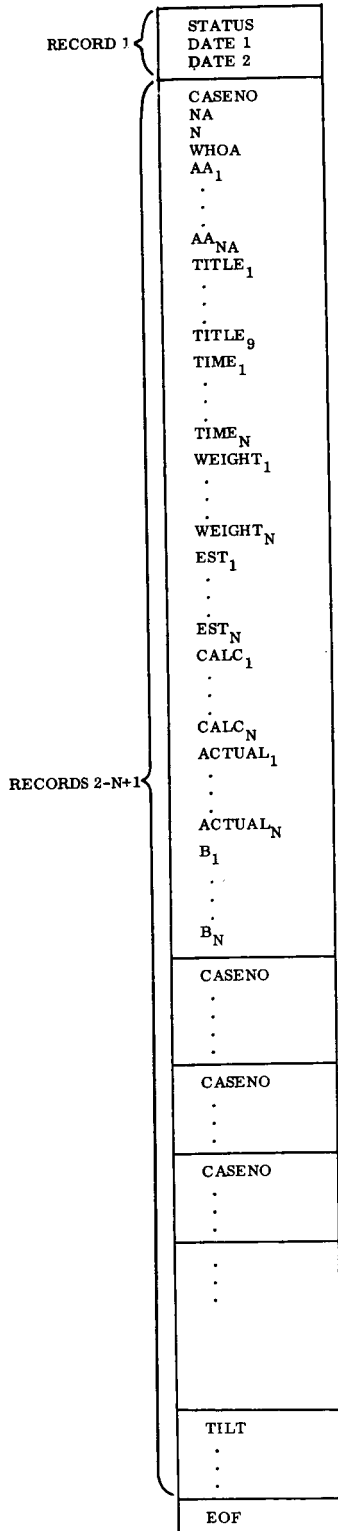 RECORD 1
STATUS
DATE 1
DATE 2
CASENO
NA
N
WHOA
AA1
.
.
.
AANA
TITLE1
.
.
.
TITLE9
TIME1
.
.
.
TIMEN
WEIGHT1
.
.
.
WEIGHTN
EST1
.
.
.
ESTN
CALC1
.
.
.
CALCN
RECORDS 2-N+1
ACTUAL1
.
.
.
ACTUALN
B1
.
.
.
BN
CASENO
.
.
.
.
CASENO
.
.
.
CASENO
.
.
.
.
.
.
TILT
.
.
.
EOF